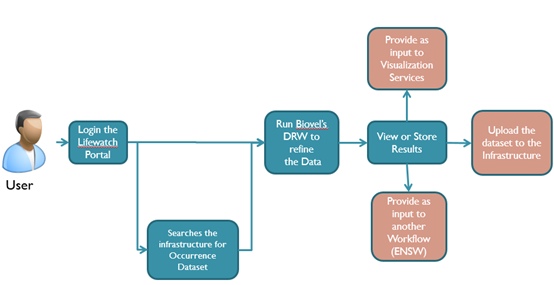 Provide as
input to
Visualization
Services
Login the
Lifewatch
Portal
Run Biovel's
DRW to
refine
the Data
View or Store
Results
Upload the
dataset to the
Infrastructure
User
Searches the
infrastructure for
Occurrence
Dataset
Provide as
input to
another
Workflow
(ENSW)